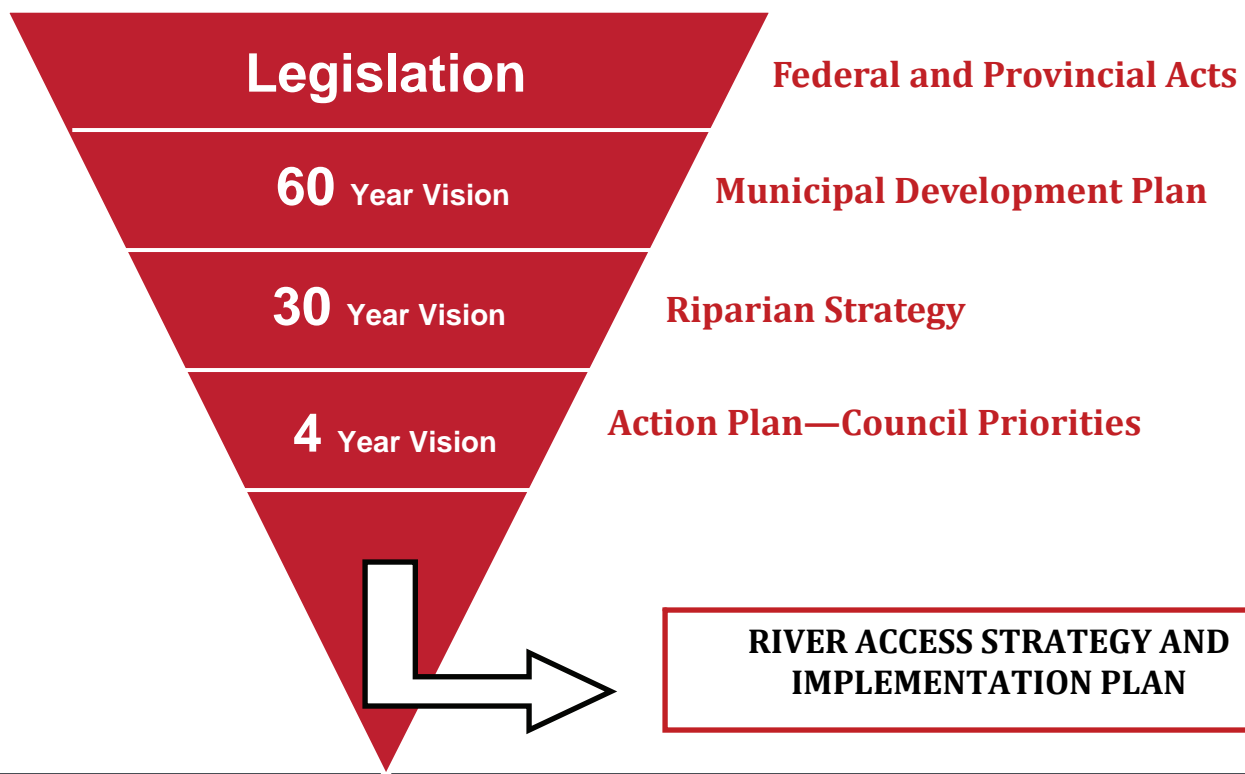 Legislation
Federal and Provincial Acts
60 Year Vision
Municipal Development Plan
30 Year Vision
Riparian Strategy
4 Year Vision
Action Plan—Council Priorities
RIVER ACCESS STRATEGY AND
IMPLEMENTATION PLAN